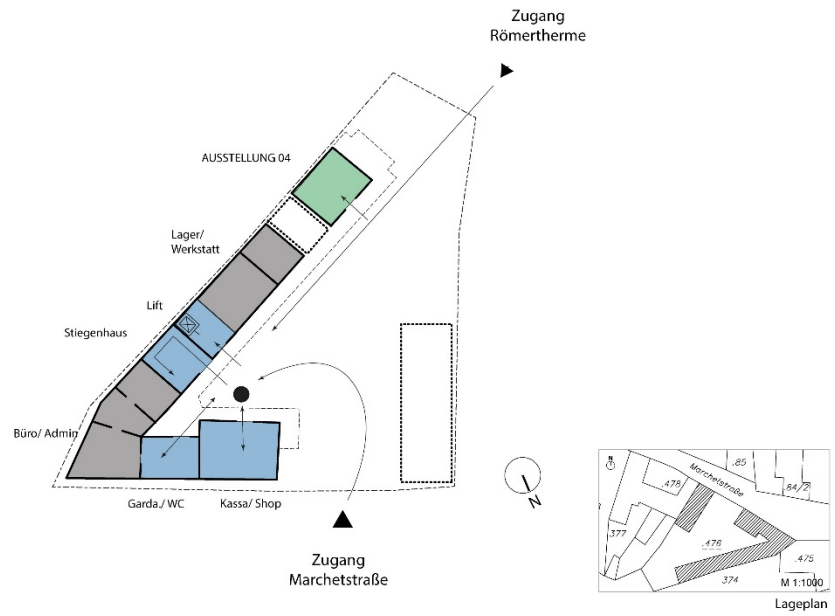 Zugang
Römertherme
AUSSTELLUNG 04
Lager/
Werkstatt
Lift
Stiegenhaus
Büro/ Admin
Garda./ WC
Kassa/ Shop
N
Zugang
Marchetstraße
N
Marchetstraße
.85
.84/2
.478
377
.476
.475
374
M 1:1000
Lageplan